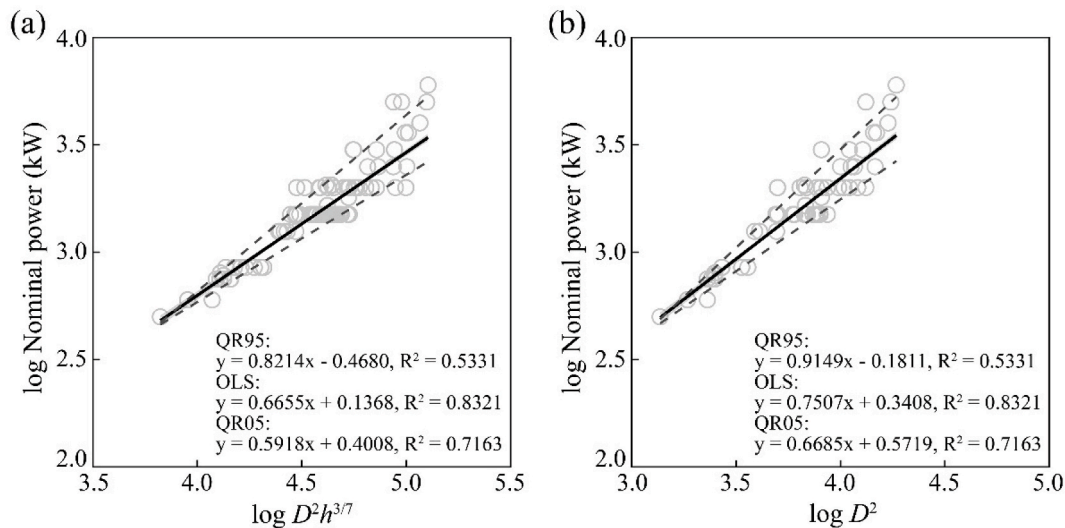 (a)
4.0
3.5
3.0
2.5
2.0
log Nominal power (kW)
QR95:
y = 0.8214x - 0.4680, R² = 0.5331
OLS:
y = 0.6655x + 0.1368, R² = 0.8321
QR05:
y = 0.5918x + 0.4008, R² = 0.7163
3.5 4.0 4.5 5.0 5.5
log D²h³ᐟ⁷
(b)
4.0
3.5
3.0
2.5
2.0
log Nominal power (kW)
QR95:
y = 0.9149x - 0.1811, R² = 0.5331
OLS:
y = 0.7507x + 0.3408, R² = 0.8321
QR05:
y = 0.6685x + 0.5719, R² = 0.7163
3.0 3.5 4.0 4.5 5.0
log D²